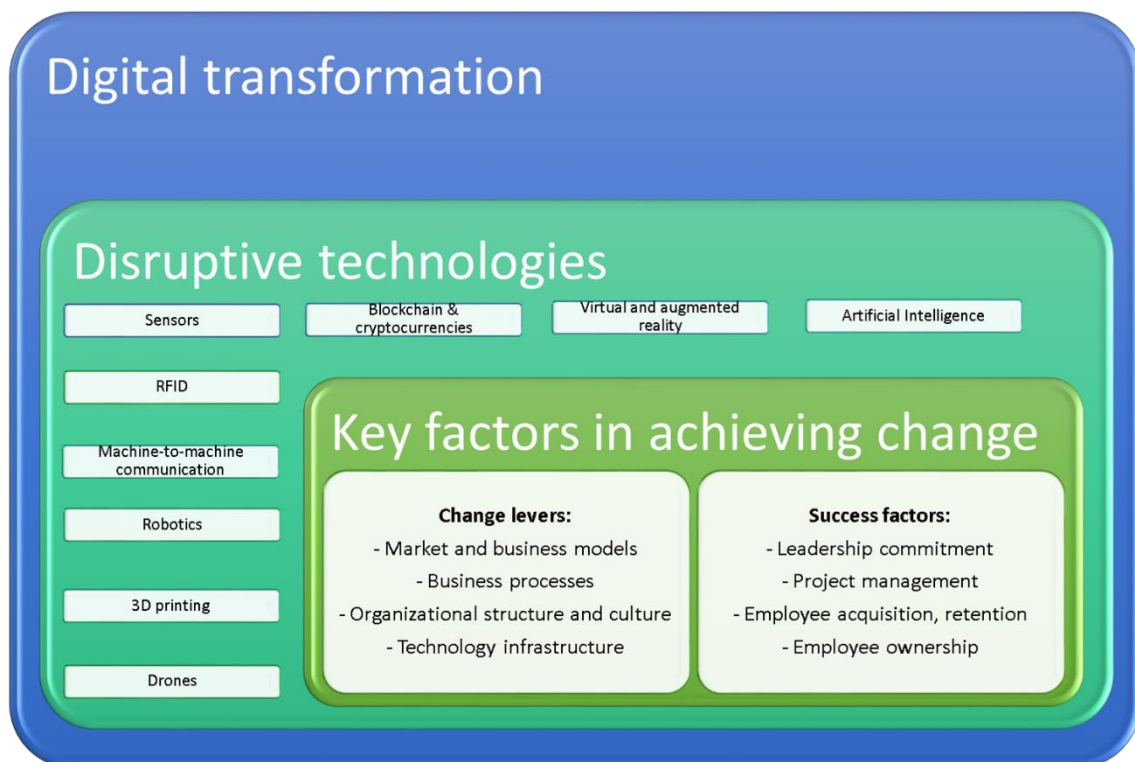 Digital transformation
Disruptive technologies
Sensors
Blockchain &
cryptocurrencies
Virtual and augmented
reality
Artificial Intelligence
RFID
Machine-to-machine
communication
Robotics
3D printing
Drones
Key factors in achieving change
Change levers:
- Market and business models
- Business processes
- Organizational structure and culture
- Technology infrastructure
Success factors:
- Leadership commitment
- Project management
- Employee acquisition, retention
- Employee ownership